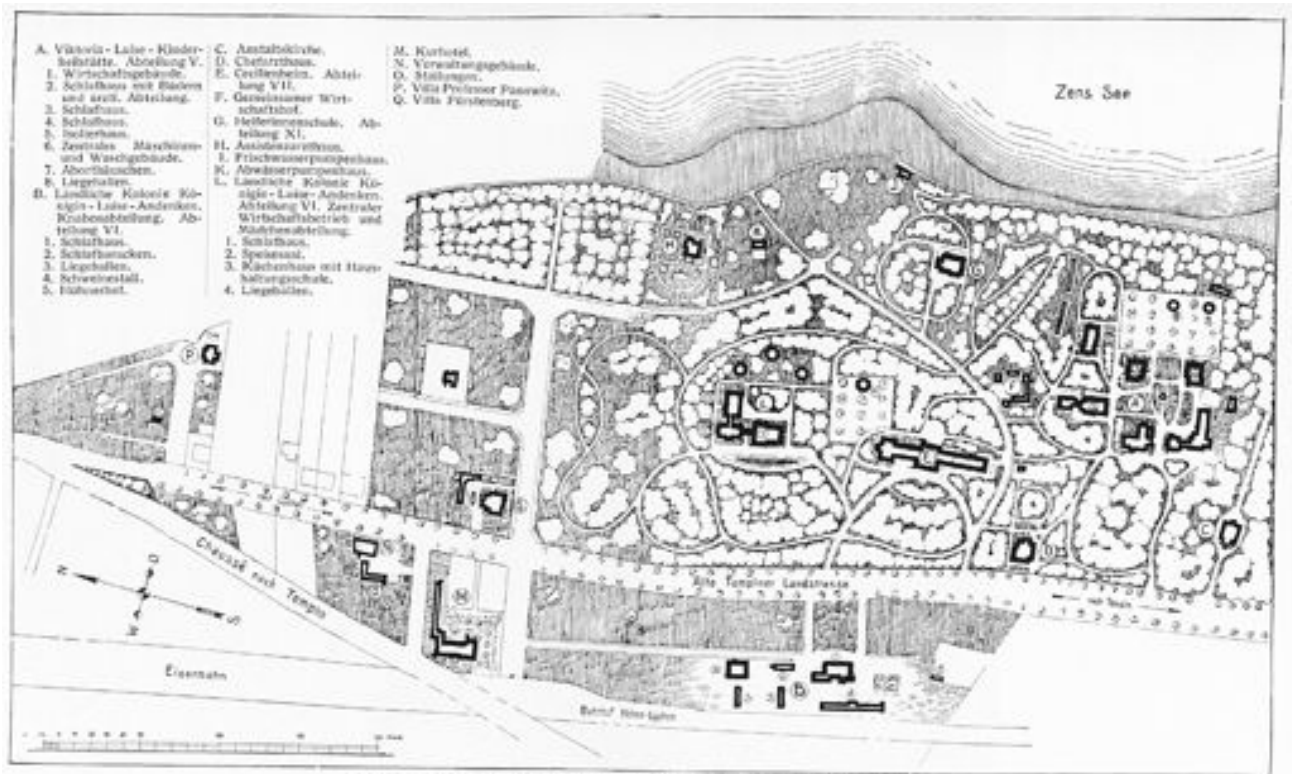 A. Viktoria-Luise-Kinder-
heilstätte. Abteilung V.
1. Wirtschaftsgebäude.
2. Schlafhaus mit Bädern
und ärztl. Abteilung.
3. Schlafhaus.
4. Schlafhaus.
5. Isolierhaus.
6. Zentrales Maschinen-
und Waschgebäude.
7. Aborthäuschen.
8. Liegehallen.
B. Ländliche Kolonie Kö-
nigin-Luise-Andenken.
Knabenabteilung. Ab-
teilung VI.
1. Schlafhaus.
2. Schlafbaracken.
3. Liegehallen.
4. Schweinestall.
5. Hühnerhof.
C. Anstaltskirche.
D. Chefarzthaus.
E. Cecilienheim. Abtei-
lung VII.
F. Gemeinsamer Wirt-
schaftshof.
G. Helferinnenschule. Ab-
teilung XI.
H. Assistenzarzthaus.
I. Frischwasserpumpenhaus.
K. Abwässerpumpenhaus.
L. Ländliche Kolonie Kö-
nigin-Luise-Andenken.
Abteilung VI. Zentraler
Wirtschaftsbetrieb und
Mädchenabteilung.
1. Schlafhaus.
2. Speisesaal.
3. Küchenhaus mit Haus-
haltungsschule.
4. Liegehallen.
M. Kurhotel.
N. Verwaltungsgebäude.
O. Stallungen.
P. Villa Professor Pannwitz.
Q. Villa Fürstenberg.
Zens See
H
K
P
A
C
D
M
B
Alte Templiner Landstrasse
Chaussé nach Templin
N
O
S
W
Eisenbahn
Bahnhof Hohen-Lychen